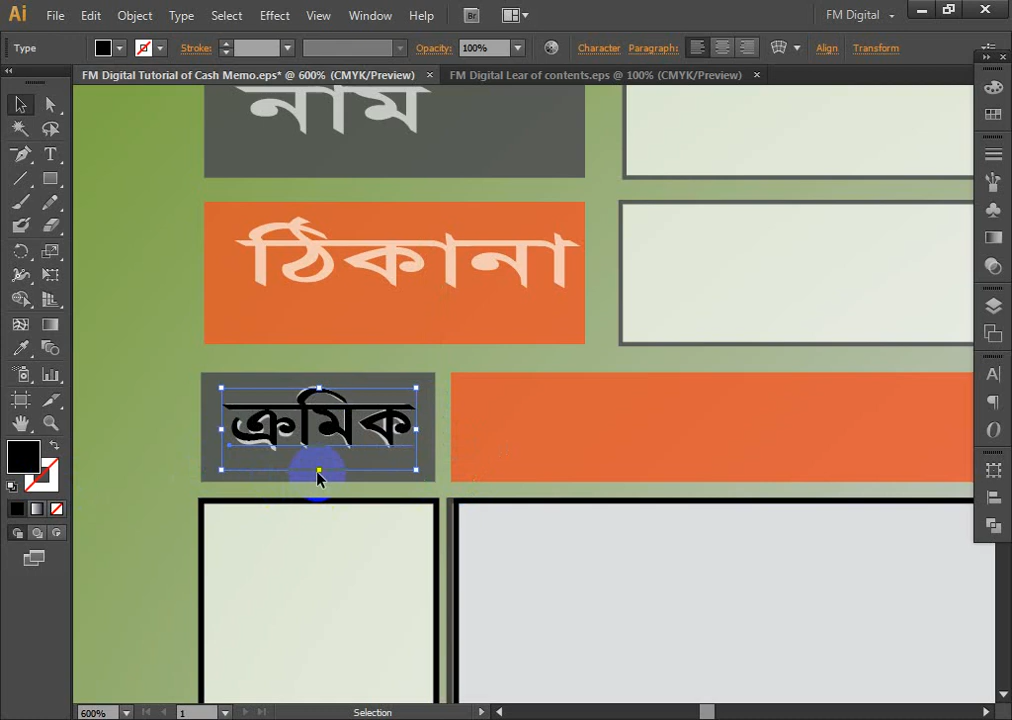 Ai File Edit Object Type Select Effect View Window Help Br FM Digital
Type Stroke: Opacity: 100% Character Paragraph: Align Transform
FM Digital Tutorial of Cash Memo.eps* @ 600% (CMYK/Preview) × FM Digital Lear of contents.eps @ 100% (CMYK/Preview) ×
নাম
ঠিকানা
ক্রমিক
600% 1 Selection